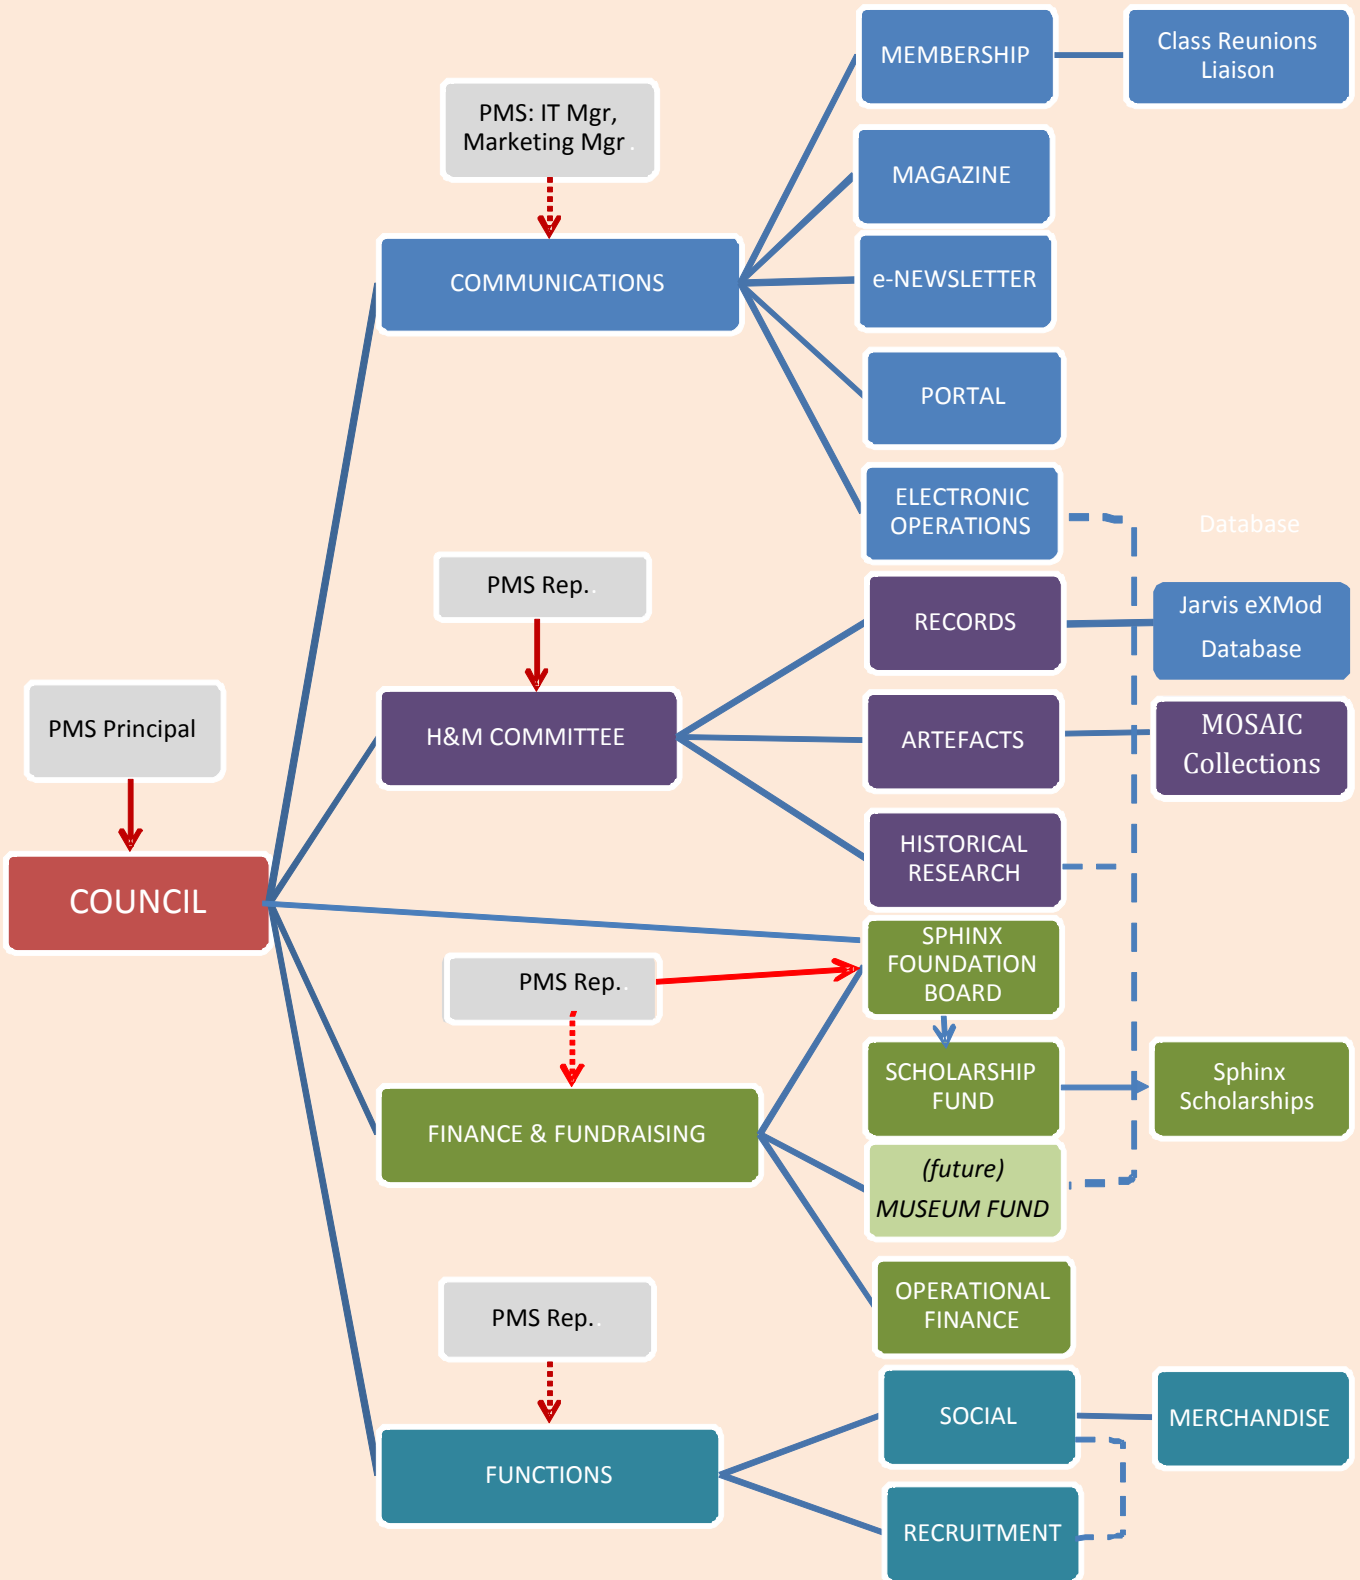 MEMBERSHIP
Class Reunions
Liaison
PMS: IT Mgr,
Marketing Mgr.
MAGAZINE
COMMUNICATIONS
e-NEWSLETTER
PORTAL
ELECTRONIC
OPERATIONS
Database
PMS Rep..
RECORDS
Jarvis eXMod
Database
PMS Principal
H&M COMMITTEE
ARTEFACTS
MOSAIC
Collections
HISTORICAL
RESEARCH
COUNCIL
SPHINX
FOUNDATION
BOARD
PMS Rep..
SCHOLARSHIP
FUND
Sphinx
Scholarships
FINANCE & FUNDRAISING
(future)
MUSEUM FUND
OPERATIONAL
FINANCE
PMS Rep..
SOCIAL
MERCHANDISE
FUNCTIONS
RECRUITMENT